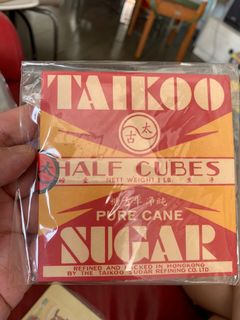 TAIKOO
太古
HALF CUBES
NETT WEIGHT 1 LB.
PURE CANE
SUGAR
REFINED AND PACKED IN HONGKONG
BY THE TAIKOO SUGAR REFINING CO. LTD